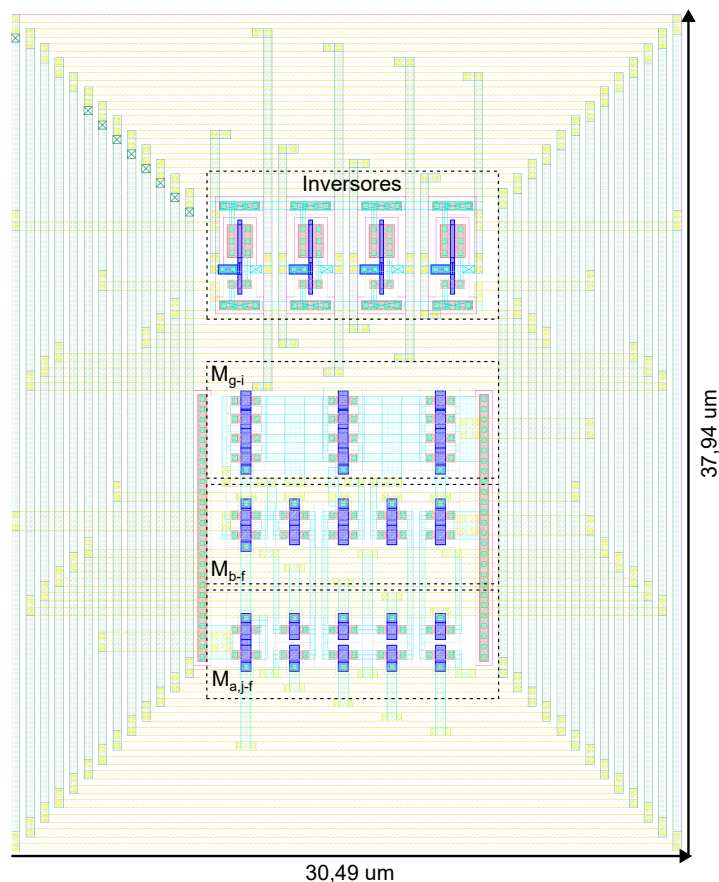 Inversores
Mg-i
Mb-f
Ma,j-f
37,94 um
30,49 um